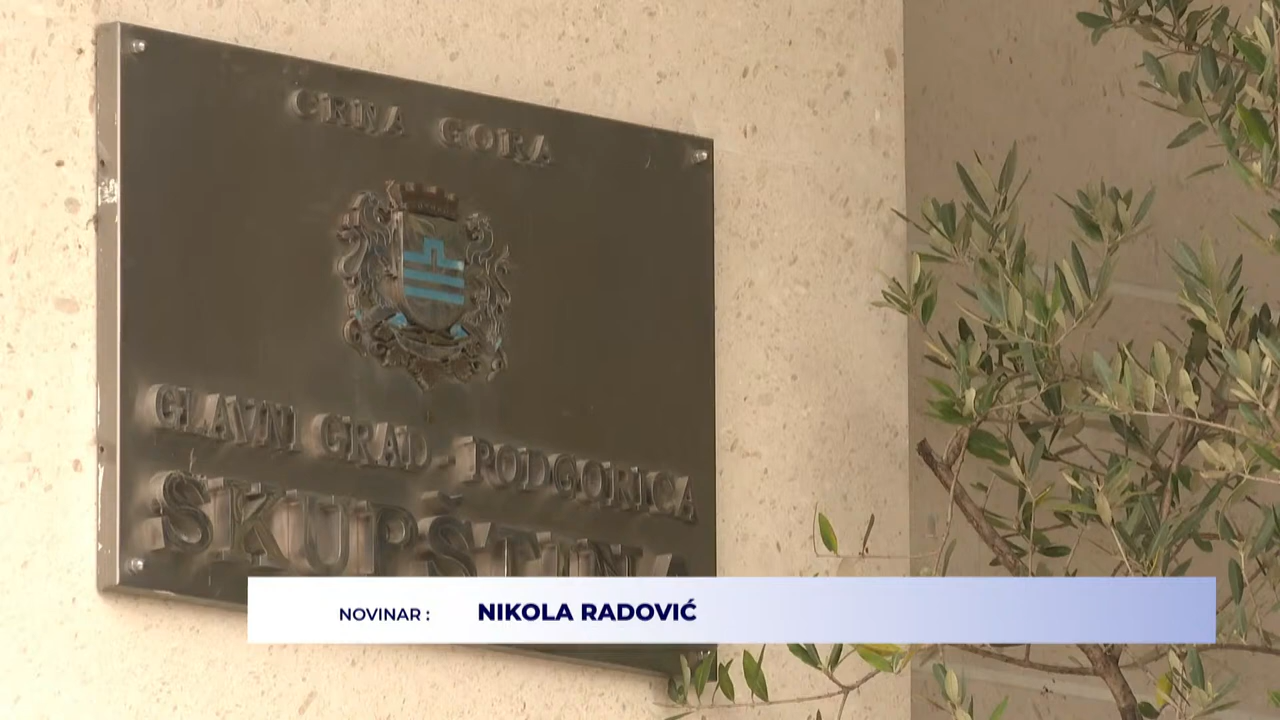 CRNA GORA
GLAVNI GRAD - PODGORICA
SKUPŠTINA
NOVINAR : NIKOLA RADOVIĆ